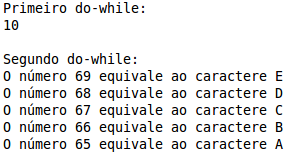 Primeiro do-while:
10

Segundo do-while:
O número 69 equivale ao caractere E
O número 68 equivale ao caractere D
O número 67 equivale ao caractere C
O número 66 equivale ao caractere B
O número 65 equivale ao caractere A